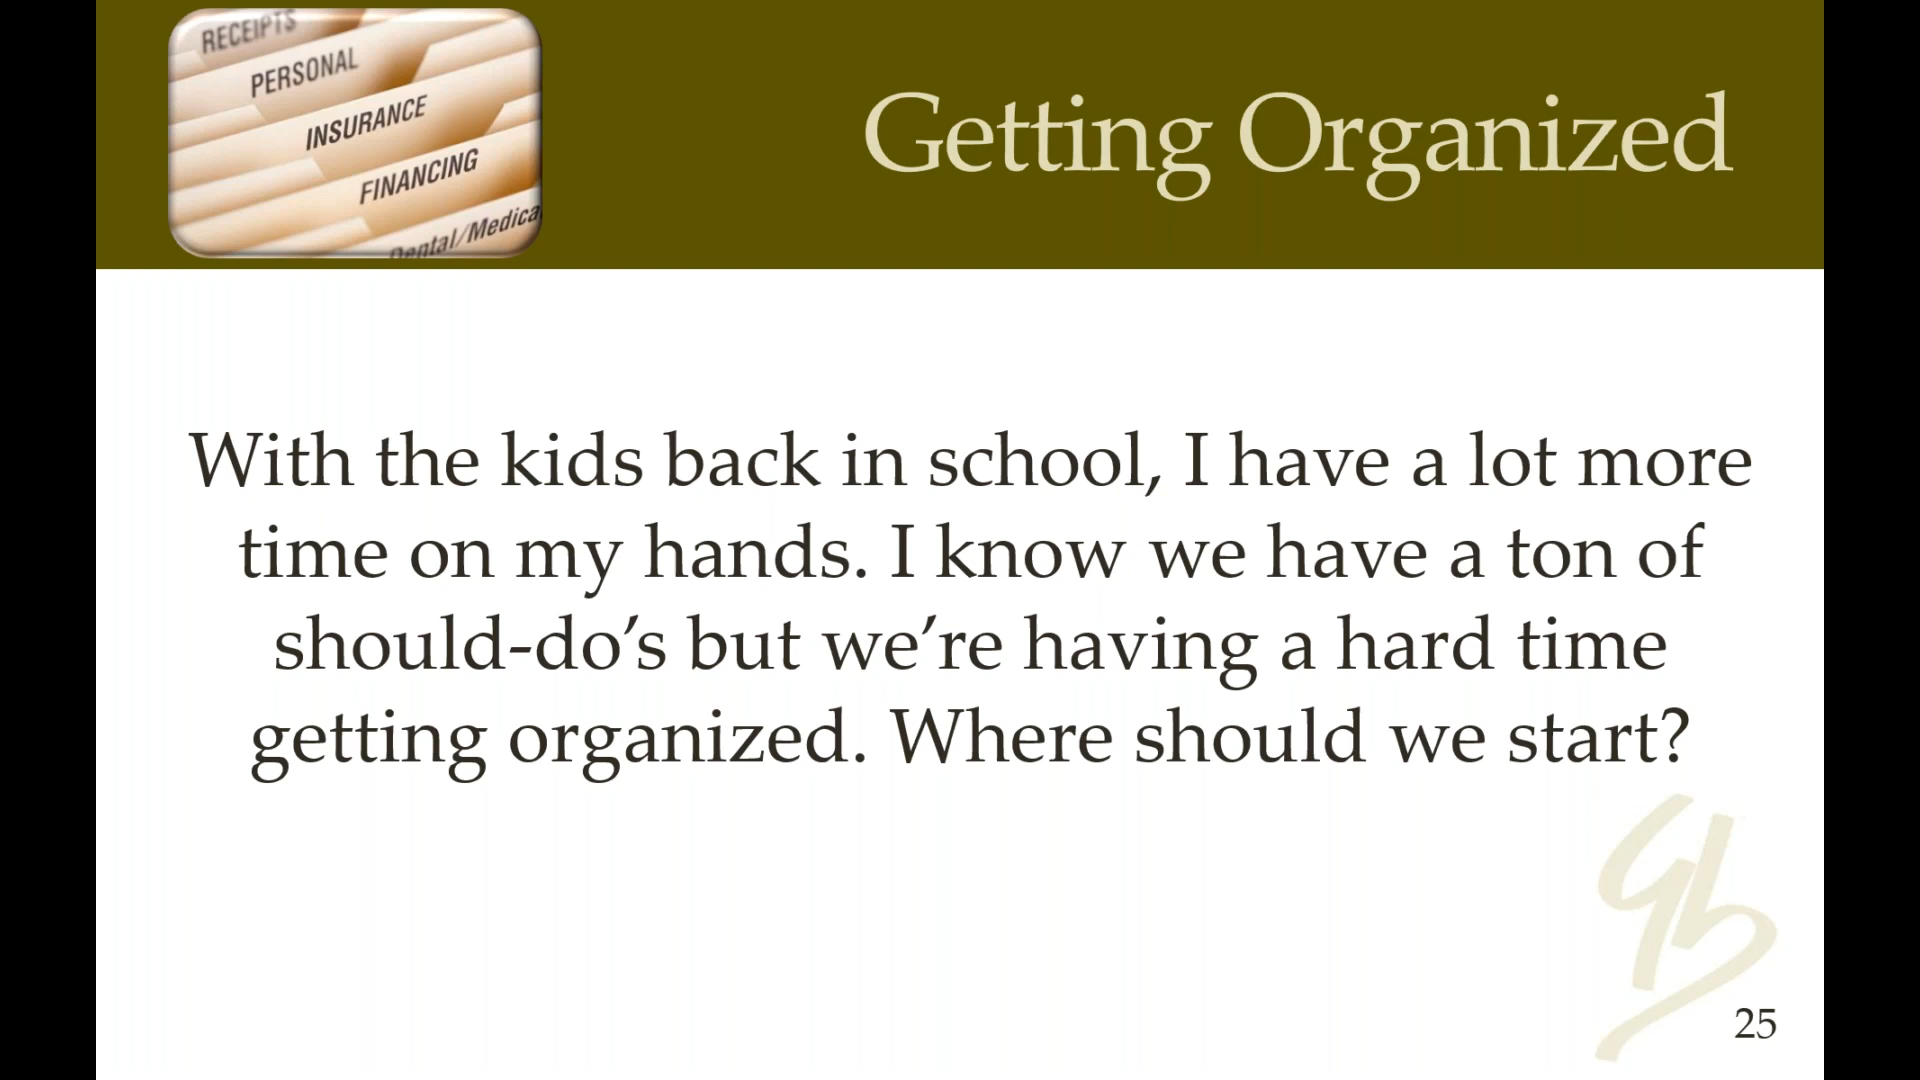 RECEIPTS
PERSONAL
INSURANCE
FINANCING
Dental/Medica
Getting Organized
With the kids back in school, I have a lot more
time on my hands. I know we have a ton of
should-do’s but we’re having a hard time
getting organized. Where should we start?
25